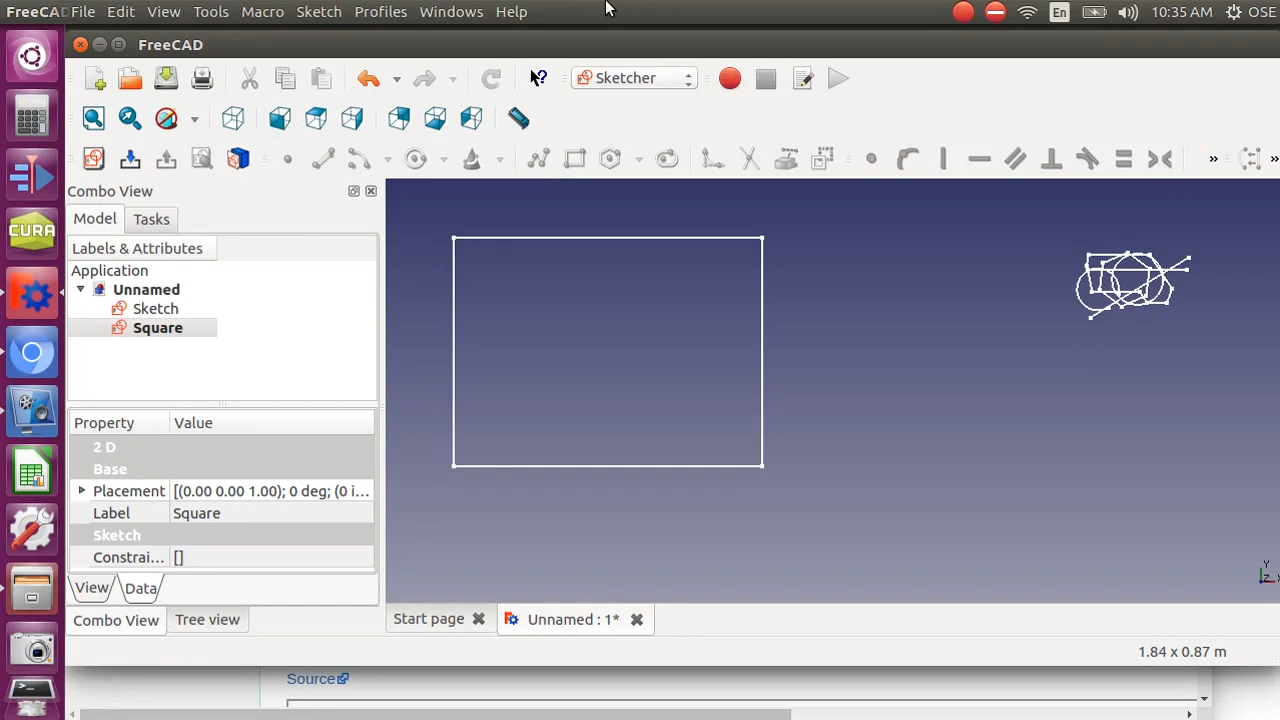 FreeCAD File Edit View Tools Macro Sketch Profiles Windows Help En 10:35 AM OSE
FreeCAD
Sketcher
»
»
Combo View
Model Tasks
Labels & Attributes
Application
Unnamed
Sketch
Square
CURA
Property Value
2 D
Base
Placement [(0.00 0.00 1.00); 0 deg; (0 i...
Label Square
Sketch
Constrai... []
View Data
Combo View Tree view
Start page Unnamed : 1*
Y
Z
1.84 x 0.87 m
Source